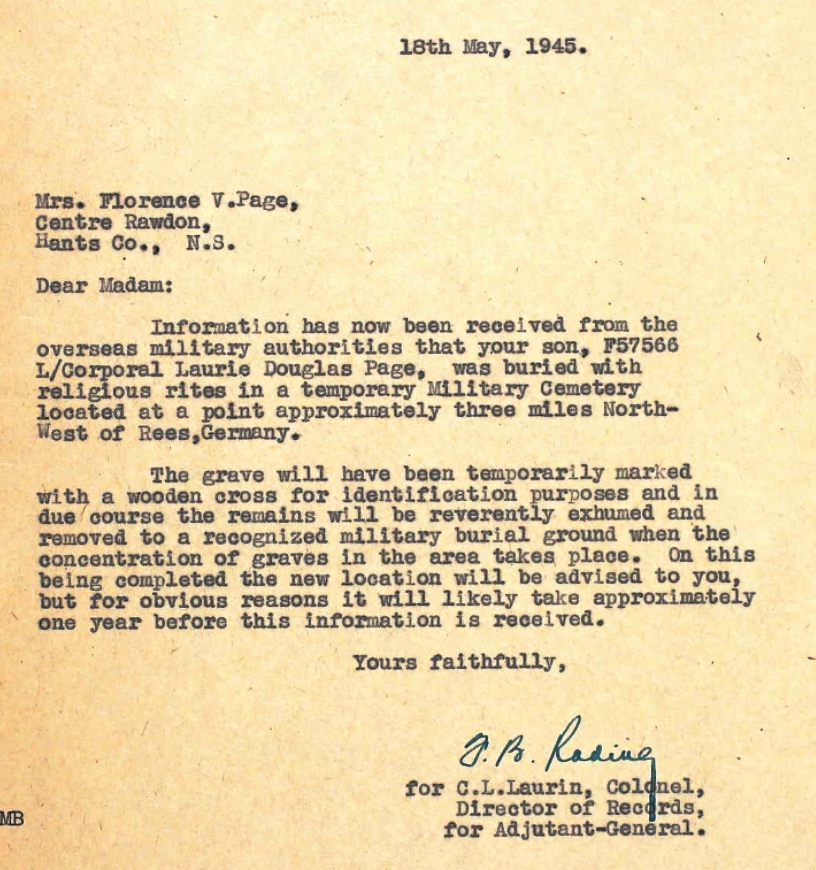 18th May, 1945.
Mrs. Florence V.Page,
Centre Rawdon,
Hants Co., N.S.
Dear Madam:
Information has now been received from the
overseas military authorities that your son, F57566
L/Corporal Laurie Douglas Page, was buried with
religious rites in a temporary Military Cemetery
located at a point approximately three miles North-
West of Rees,Germany.
The grave will have been temporarily marked
with a wooden cross for identification purposes and in
due course the remains will be reverently exhumed and
removed to a recognized military burial ground when the
concentration of graves in the area takes place. On this
being completed the new location will be advised to you,
but for obvious reasons it will likely take approximately
one year before this information is received.
Yours faithfully,
B.
for C.L.Laurin, Colonel,
Director of Records,
for Adjutant-General.
MB